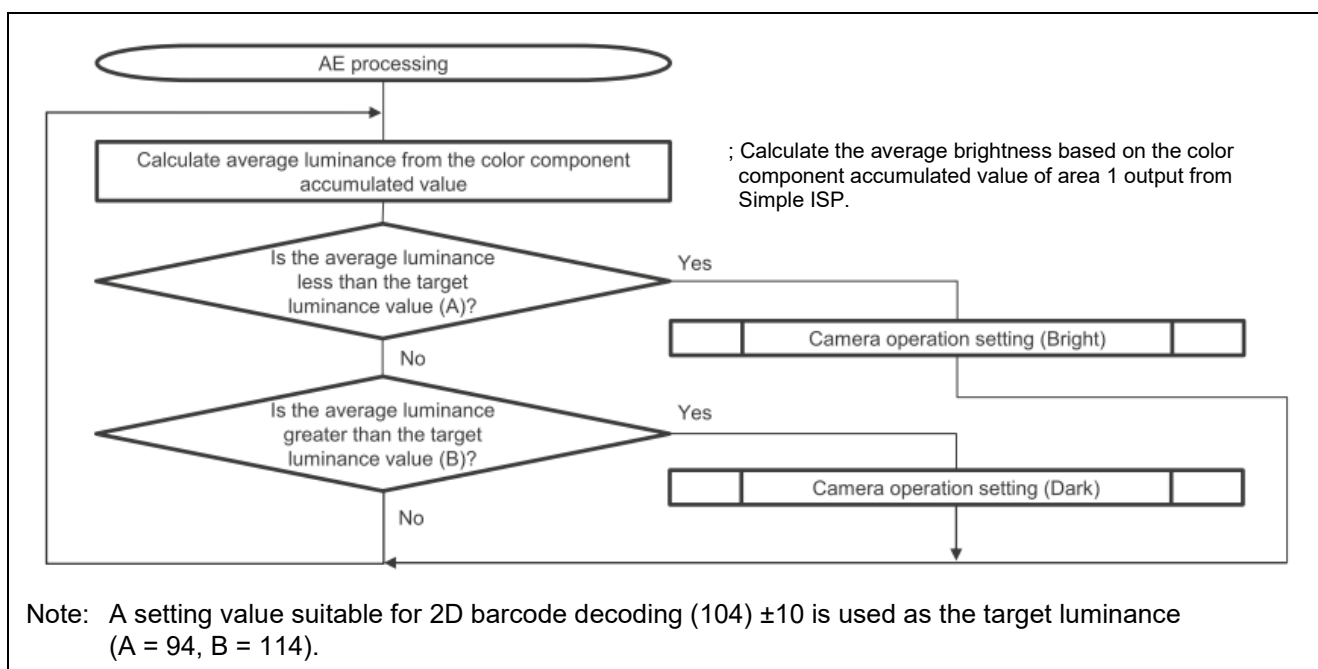 AE processing
Calculate average luminance from the color component
accumulated value
; Calculate the average brightness based on the color
component accumulated value of area 1 output from
Simple ISP.
Is the average luminance
less than the target
luminance value (A)?
Yes
Camera operation setting (Bright)
No
Is the average luminance
greater than the target
luminance value (B)?
Yes
Camera operation setting (Dark)
No
Note: A setting value suitable for 2D barcode decoding (104) ±10 is used as the target luminance
(A = 94, B = 114).